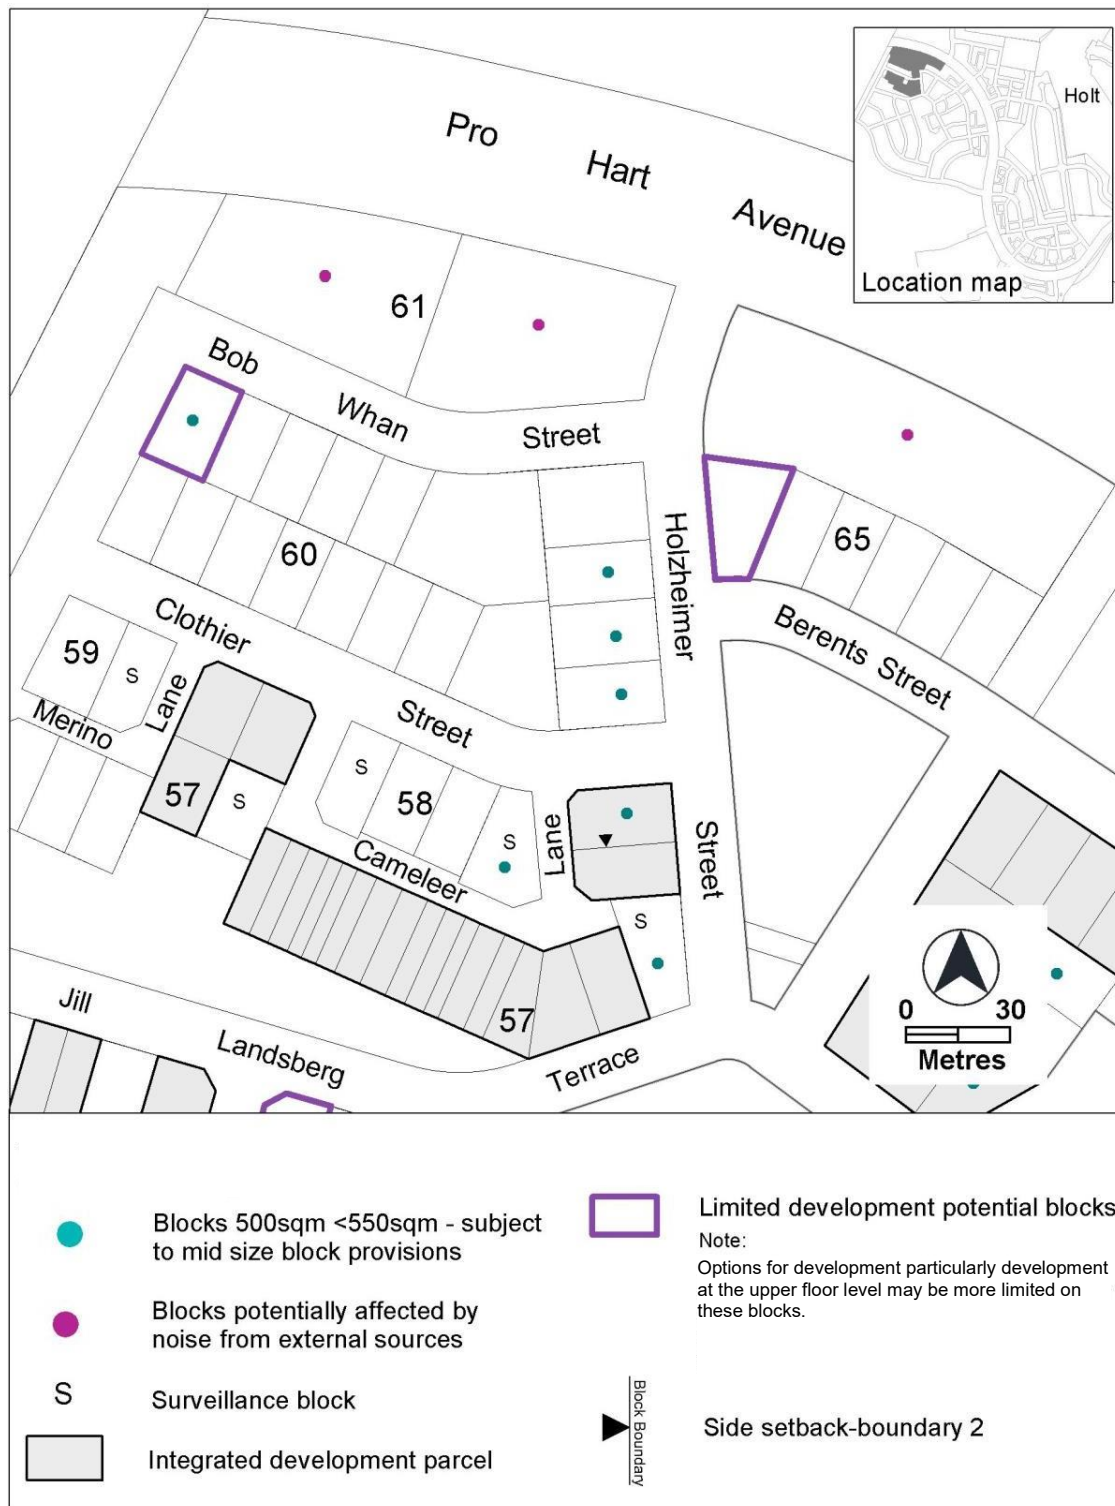 Pro Hart Avenue
Holt
Location map
61
Bob Whan Street
Holzheimer Street
65
60
Berents Street
Clothier Street
59
S
Lane
Merino
57
S
S
58
S
Lane
Cameleer
S
57
Jill Landsberg Terrace
0 30
Metres
Blocks 500sqm <550sqm - subject
to mid size block provisions
Blocks potentially affected by
noise from external sources
S Surveillance block
Integrated development parcel
Limited development potential blocks
Note:
Options for development particularly development
at the upper floor level may be more limited on
these blocks.
Block Boundary
Side setback-boundary 2